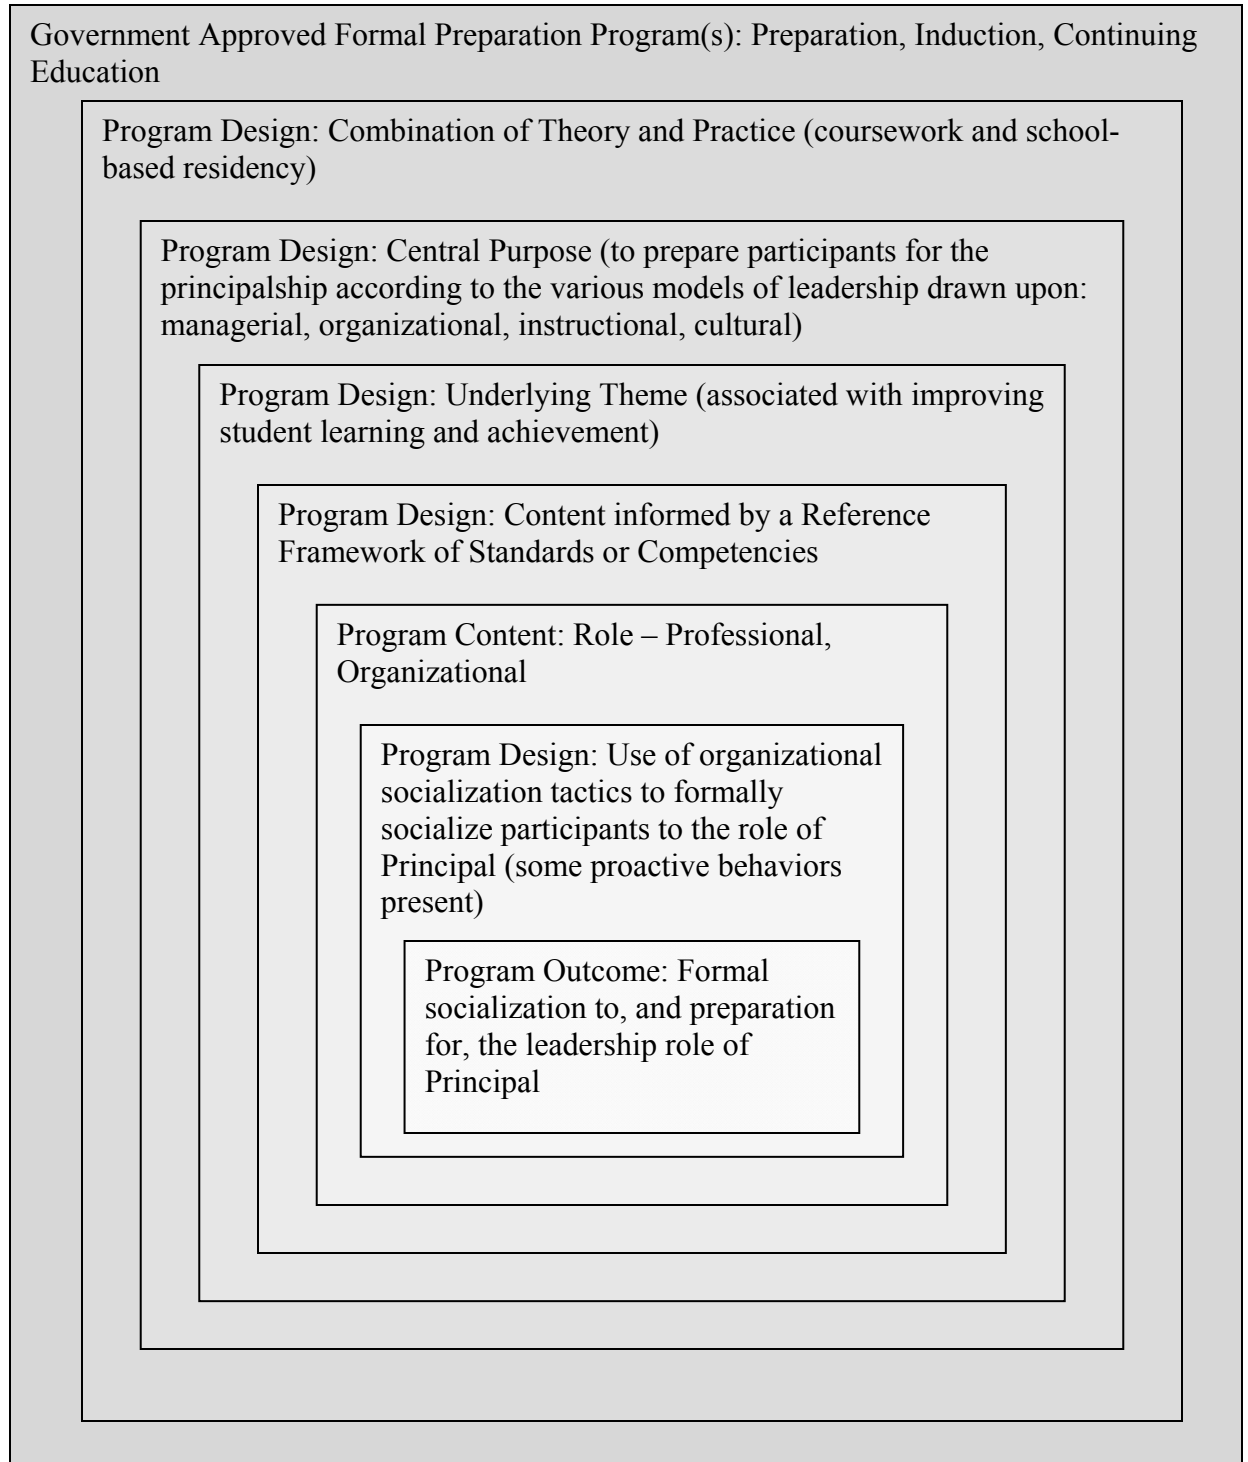 Government Approved Formal Preparation Program(s): Preparation, Induction, Continuing
Education
Program Design: Combination of Theory and Practice (coursework and school-
based residency)
Program Design: Central Purpose (to prepare participants for the
principalship according to the various models of leadership drawn upon:
managerial, organizational, instructional, cultural)
Program Design: Underlying Theme (associated with improving
student learning and achievement)
Program Design: Content informed by a Reference
Framework of Standards or Competencies
Program Content: Role – Professional,
Organizational
Program Design: Use of organizational
socialization tactics to formally
socialize participants to the role of
Principal (some proactive behaviors
present)
Program Outcome: Formal
socialization to, and preparation
for, the leadership role of
Principal